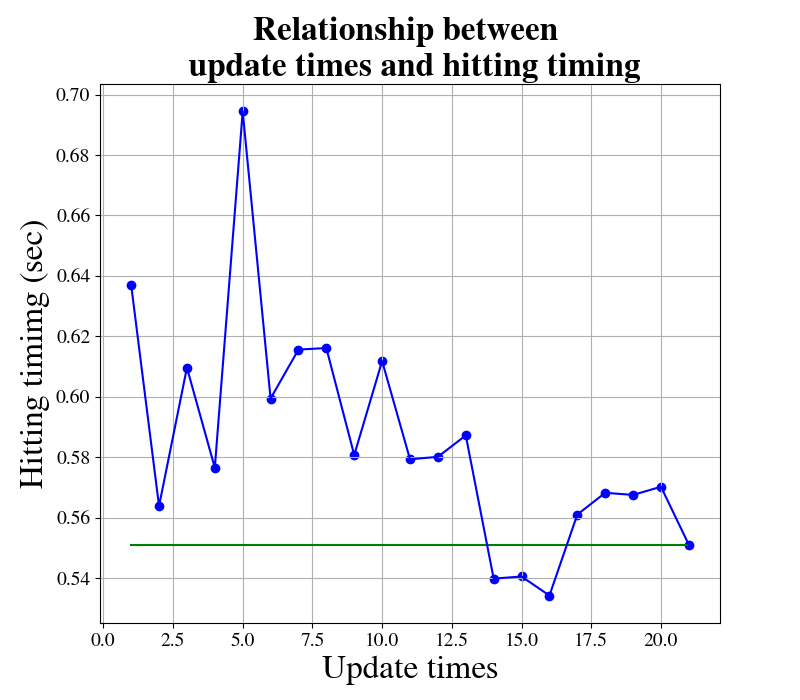 Relationship between
update times and hitting timing
0.70
0.68
0.66
0.64
0.62
0.60
0.58
0.56
0.54
Hitting timimg (sec)
0.0 2.5 5.0 7.5 10.0 12.5 15.0 17.5 20.0
Update times